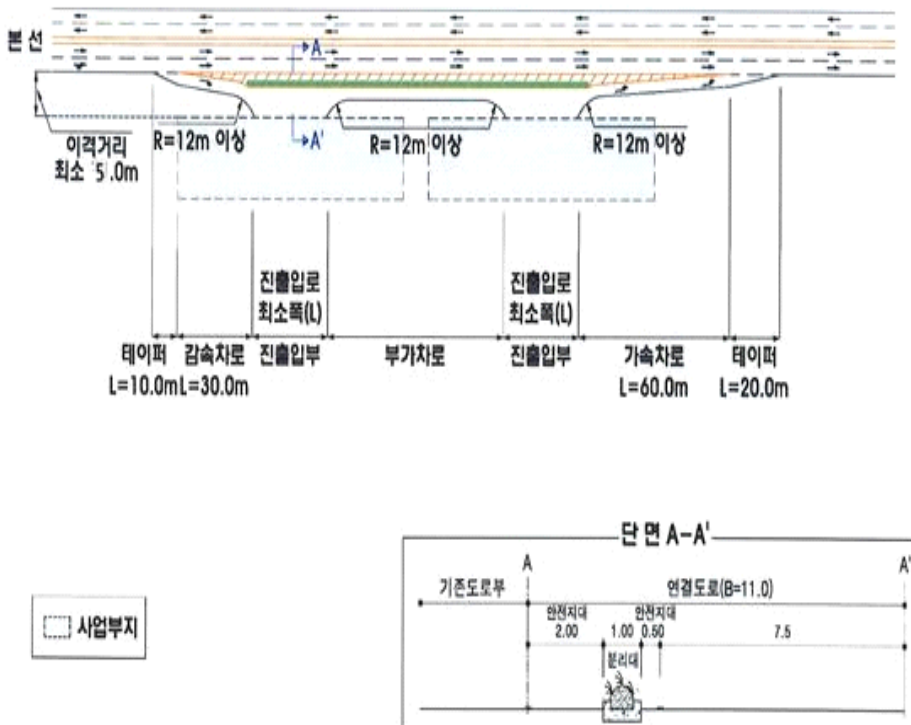 본 선
A
A'
이격거리
최소 5.0m
R=12m 이상
R=12m 이상
R=12m 이상
진출입로
최소폭(L)
진출입로
최소폭(L)
테이퍼
L=10.0m
감속차로
L=30.0m
진출입부
부가차로
진출입부
가속차로
L=60.0m
테이퍼
L=20.0m
사업부지
단 면 A-A'
A
A'
기존도로부
연결도로(B=11.0)
안전지대
2.00
1.00
안전지대
0.50
7.5
분리대